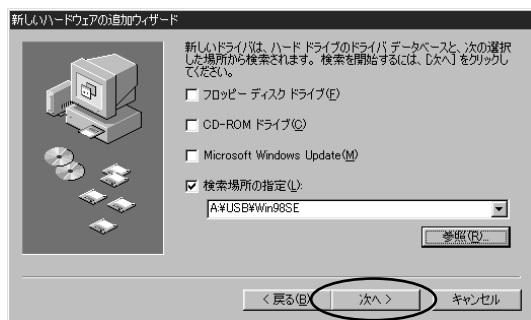 新しいハードウェアの追加ウィザード
新しいドライバは、ハード ドライブのドライバ データベースと、次の選択
した場所から検索されます。 検索を開始するには、[次へ] をクリックし
てください。
フロッピー ディスク ドライブ(F)
CD-ROM ドライブ(C)
Microsoft Windows Update(M)
検索場所の指定(L):
A:¥USB¥Win98SE
参照(R)...
< 戻る(B)
次へ >
キャンセル